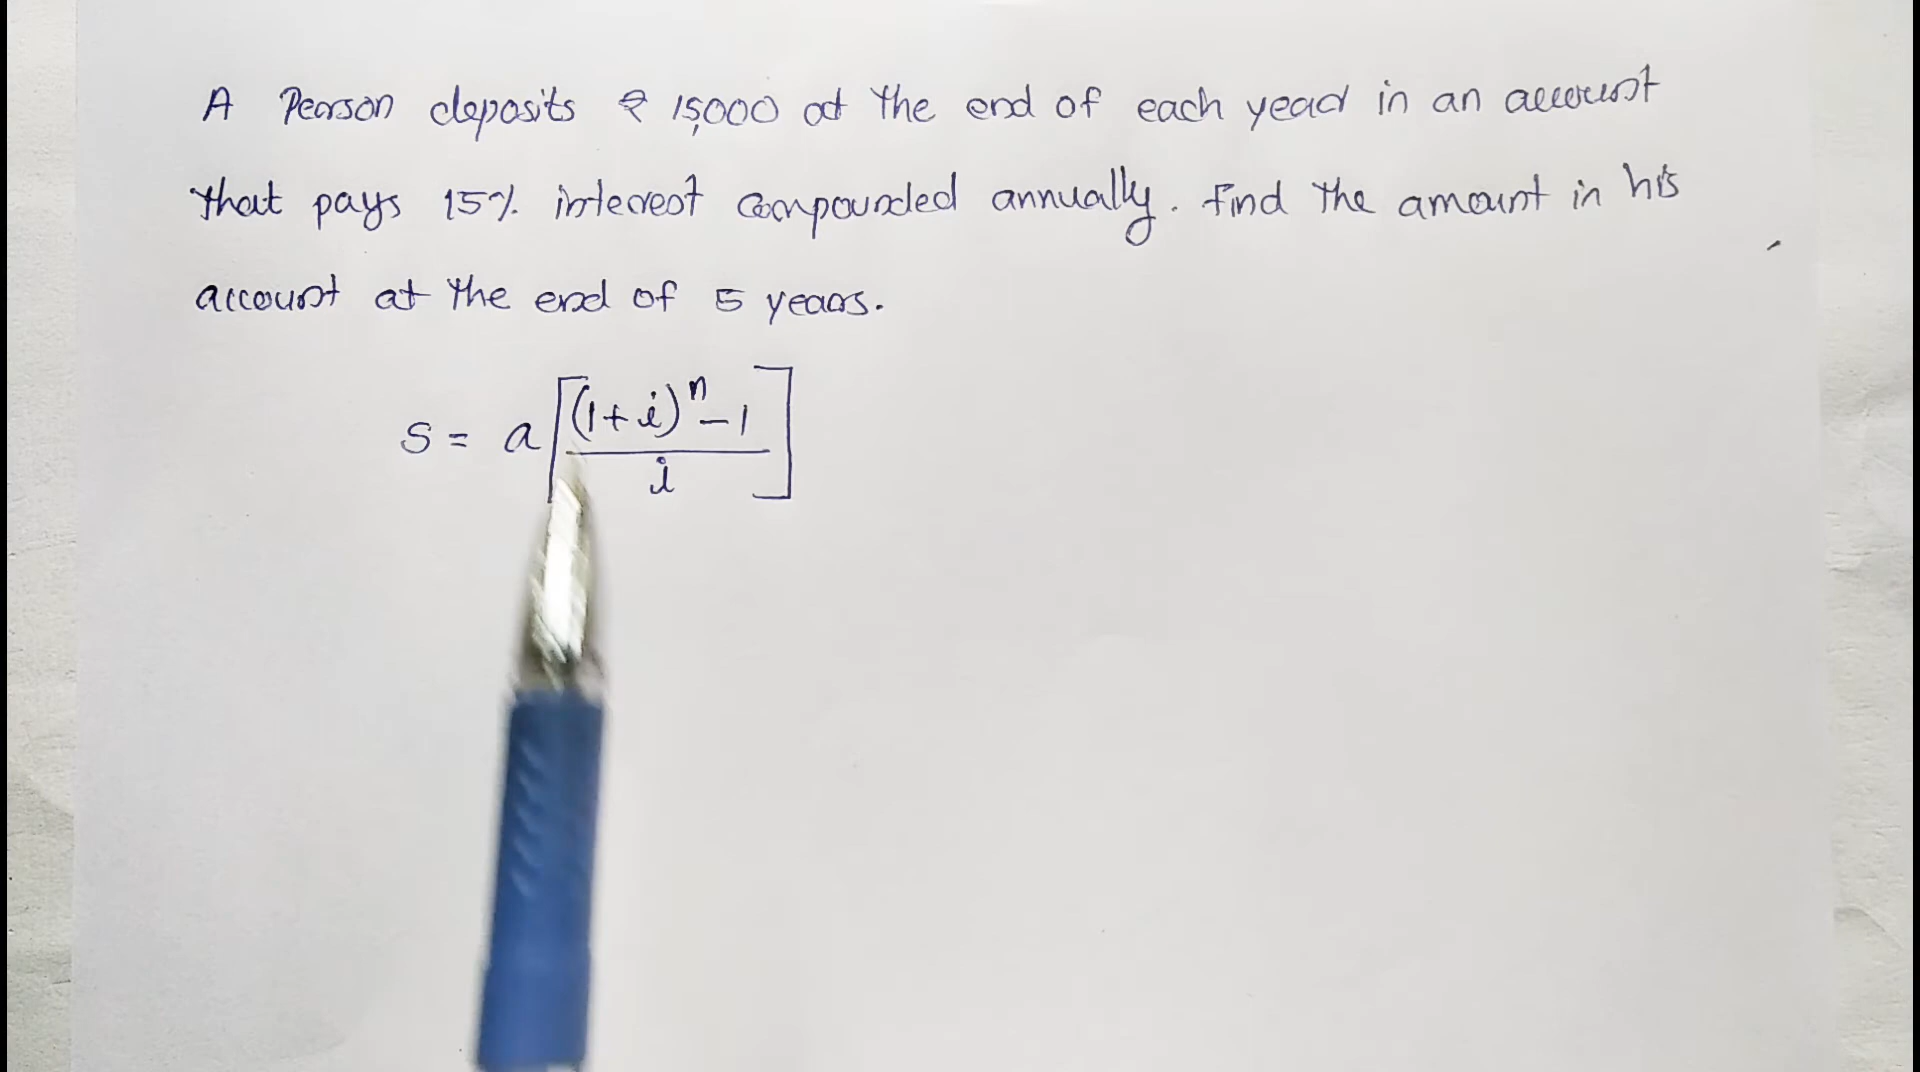 A Person deposits ₹ 15,000 at the end of each year in an account
that pays 15% interest compounded annually. find the amount in his
account at the end of 5 years.
S = a [((1+i)^n - 1) / i]